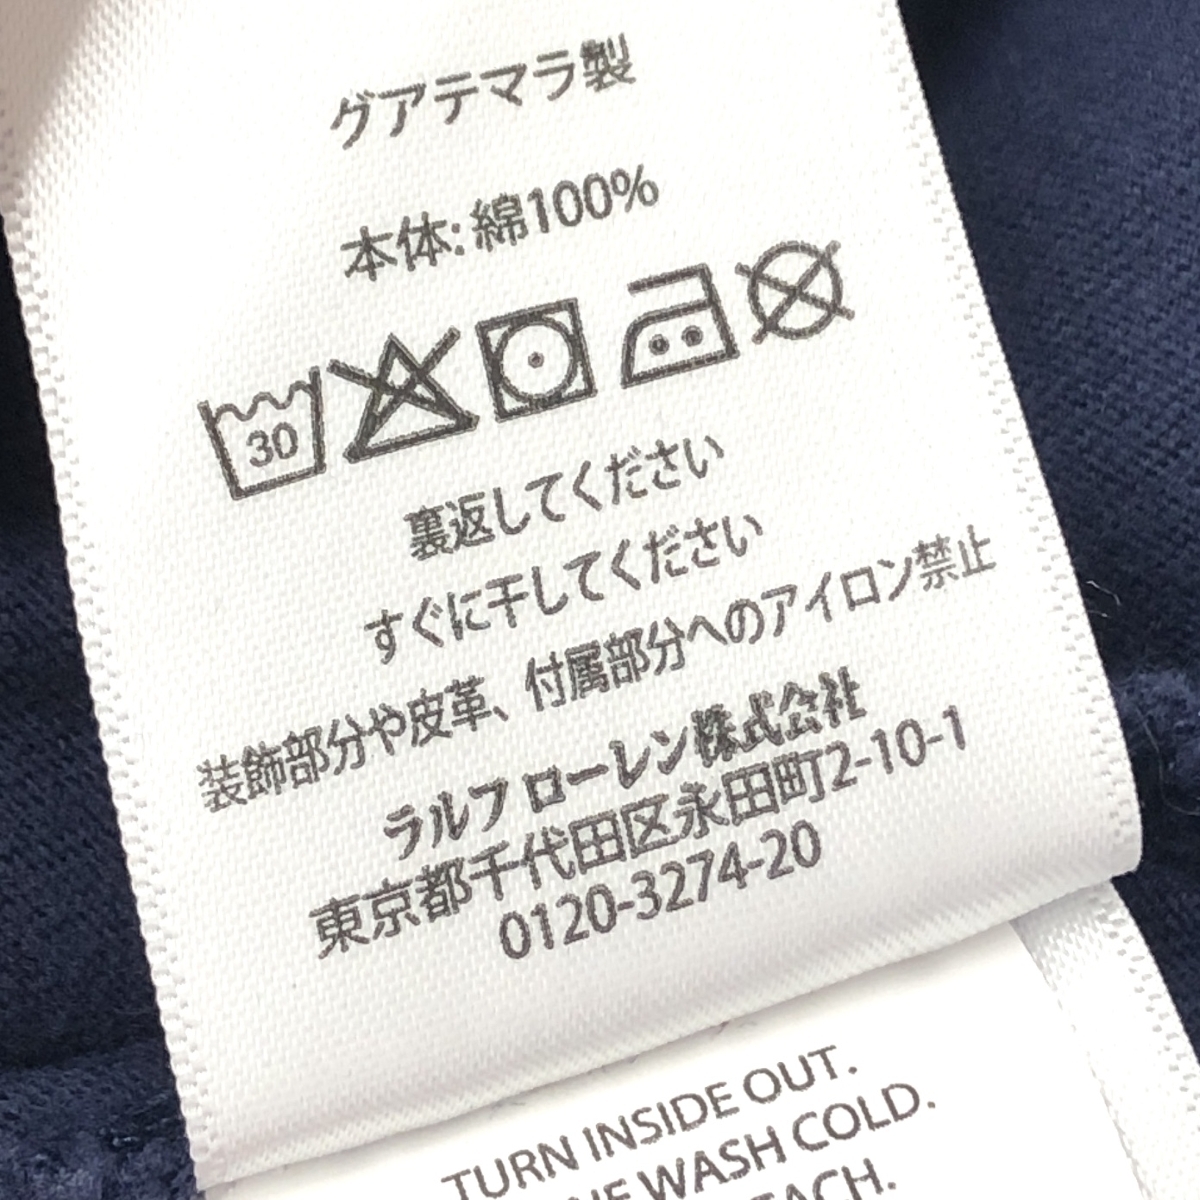 グアテマラ製
本体: 綿100%
30
裏返してください
すぐに干してください
装飾部分や皮革、付属部分へのアイロン禁止
ラルフ ローレン株式会社
東京都千代田区永田町2-10-1
0120-3274-20
TURN INSIDE OUT.
WASH COLD.